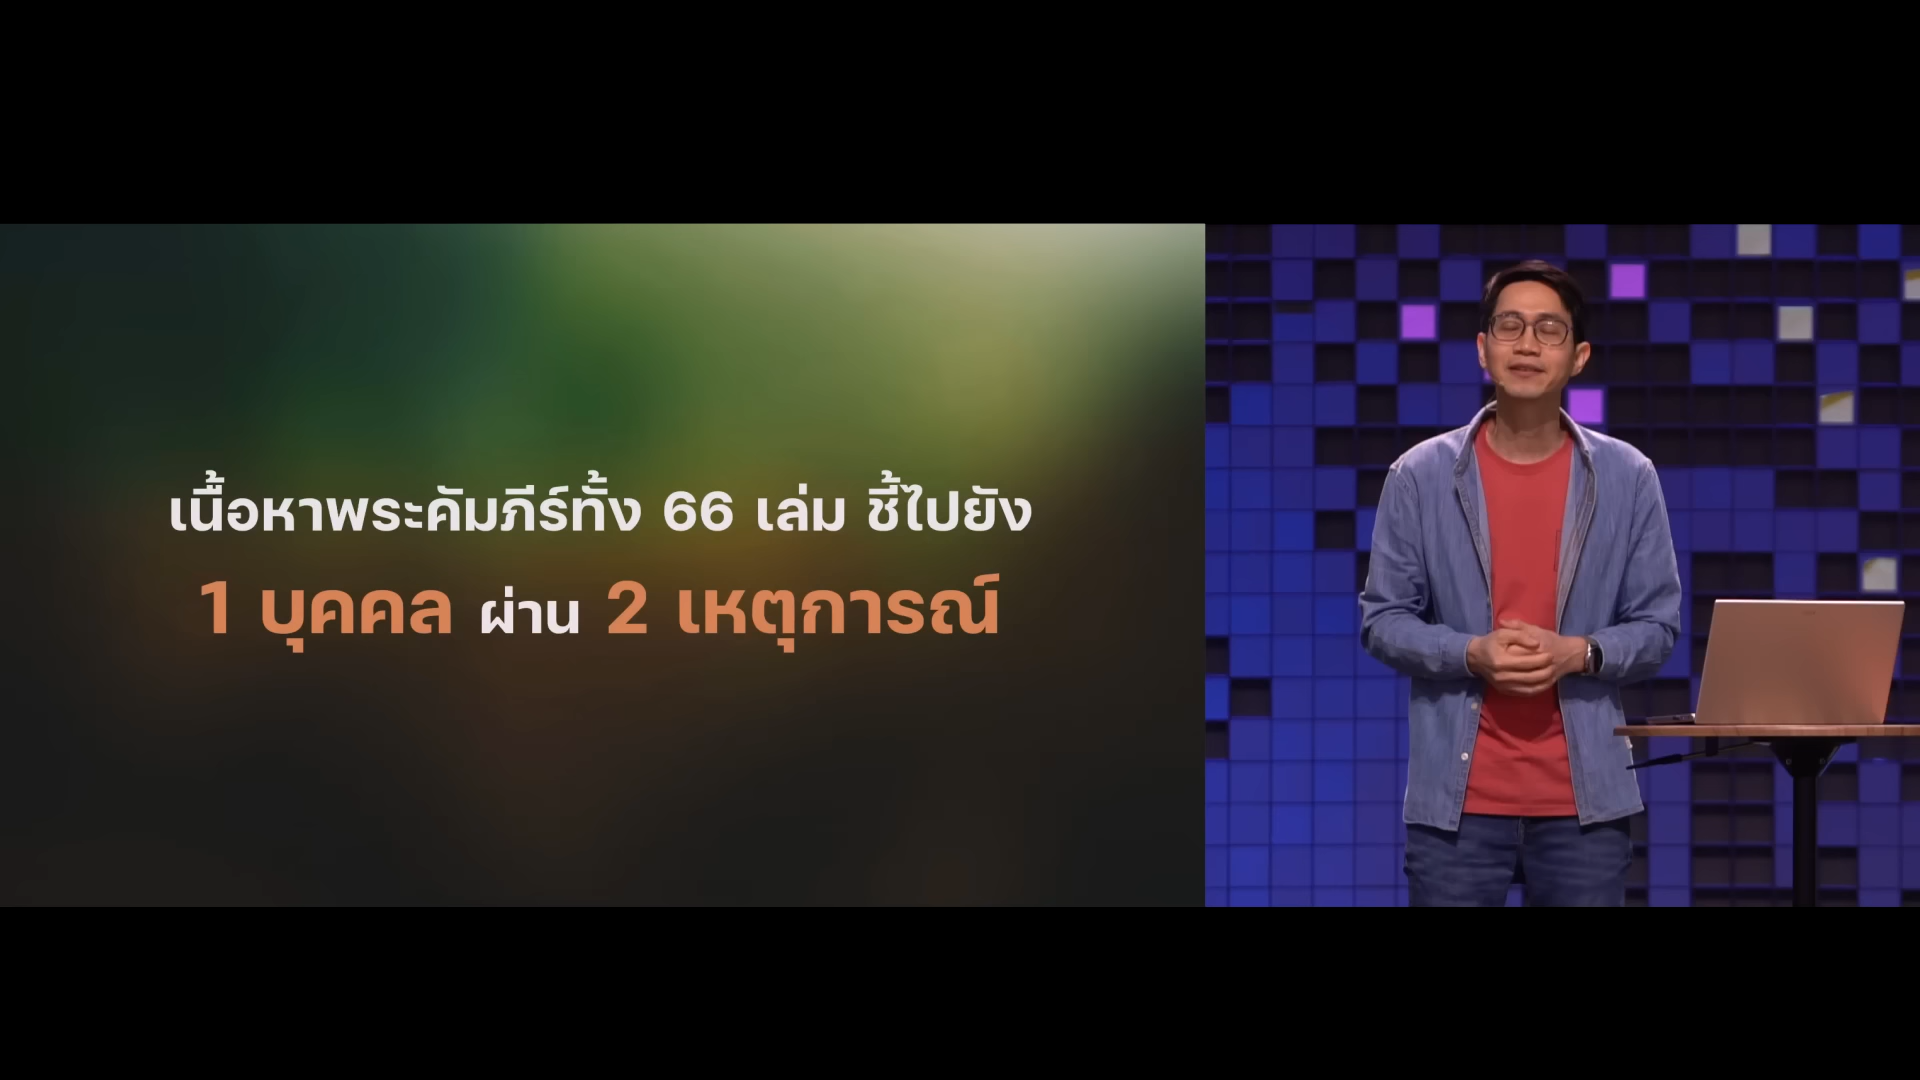 เนื้อหาพระคัมภีร์ทั้ง 66 เล่ม ชี้ไปยัง
1 บุคคล ผ่าน 2 เหตุการณ์